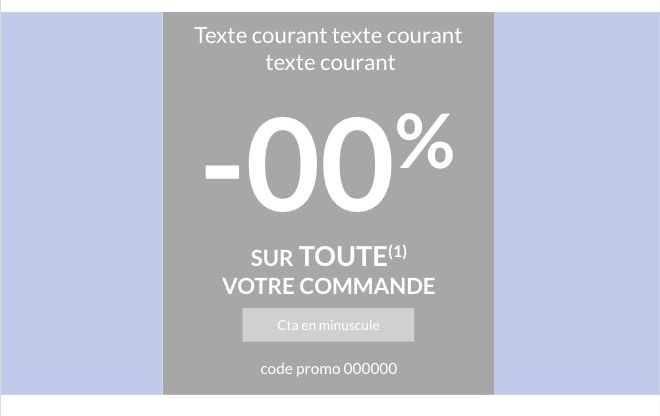 Texte courant texte courant
texte courant
-00%
SUR TOUTE(1)
VOTRE COMMANDE
Cta en minuscule
code promo 000000